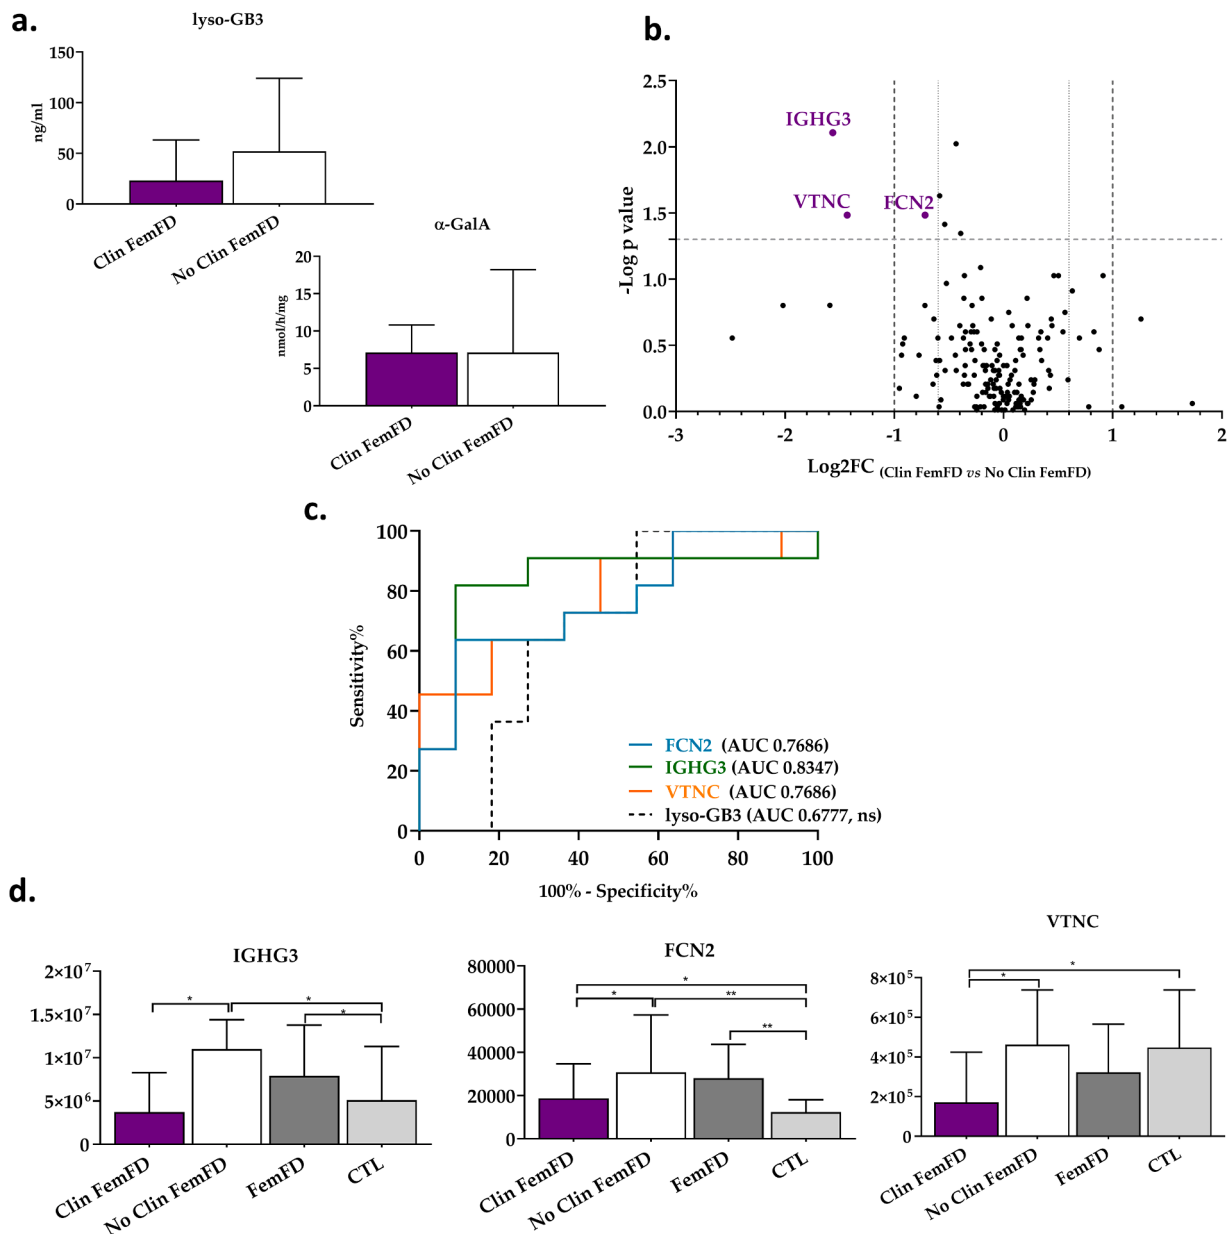 a.
lyso-GB3
150
100
50
0
ng/ml
Clin FemFD
No Clin FemFD
α-GalA
20
15
10
5
0
nmol/h/mg
Clin FemFD
No Clin FemFD
b.
2.5
2.0
1.5
1.0
0.5
0.0
-Log p value
IGHG3
VTNC
FCN2
-3
-2
-1
0
1
2
Log2FC (Clin FemFD vs No Clin FemFD)
c.
100
80
60
40
20
0
Sensitivity%
FCN2 (AUC 0.7686)
IGHG3 (AUC 0.8347)
VTNC (AUC 0.7686)
lyso-GB3 (AUC 0.6777, ns)
0
20
40
60
80
100
100% - Specificity%
d.
IGHG3
2×10⁷
1.5×10⁷
1×10⁷
5×10⁶
0
*
*
*
Clin FemFD
No Clin FemFD
FemFD
CTL
FCN2
80000
60000
40000
20000
0
*
*
**
**
Clin FemFD
No Clin FemFD
FemFD
CTL
VTNC
8×10⁵
6×10⁵
4×10⁵
2×10⁵
0
*
*
Clin FemFD
No Clin FemFD
FemFD
CTL